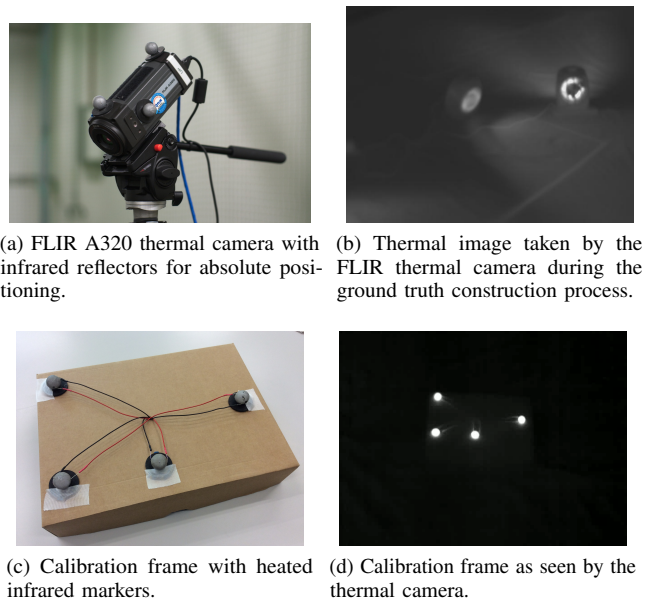 (a) FLIR A320 thermal camera with
infrared reflectors for absolute posi-
tioning.
(b) Thermal image taken by the
FLIR thermal camera during the
ground truth construction process.
(c) Calibration frame with heated
infrared markers.
(d) Calibration frame as seen by the
thermal camera.